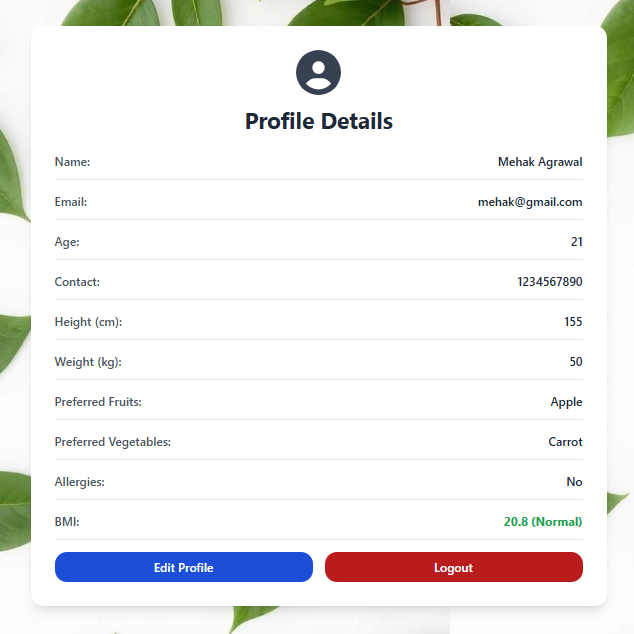 Profile Details
Name: Mehak Agrawal
Email: mehak@gmail.com
Age: 21
Contact: 1234567890
Height (cm): 155
Weight (kg): 50
Preferred Fruits: Apple
Preferred Vegetables: Carrot
Allergies: No
BMI: 20.8 (Normal)
Edit Profile Logout